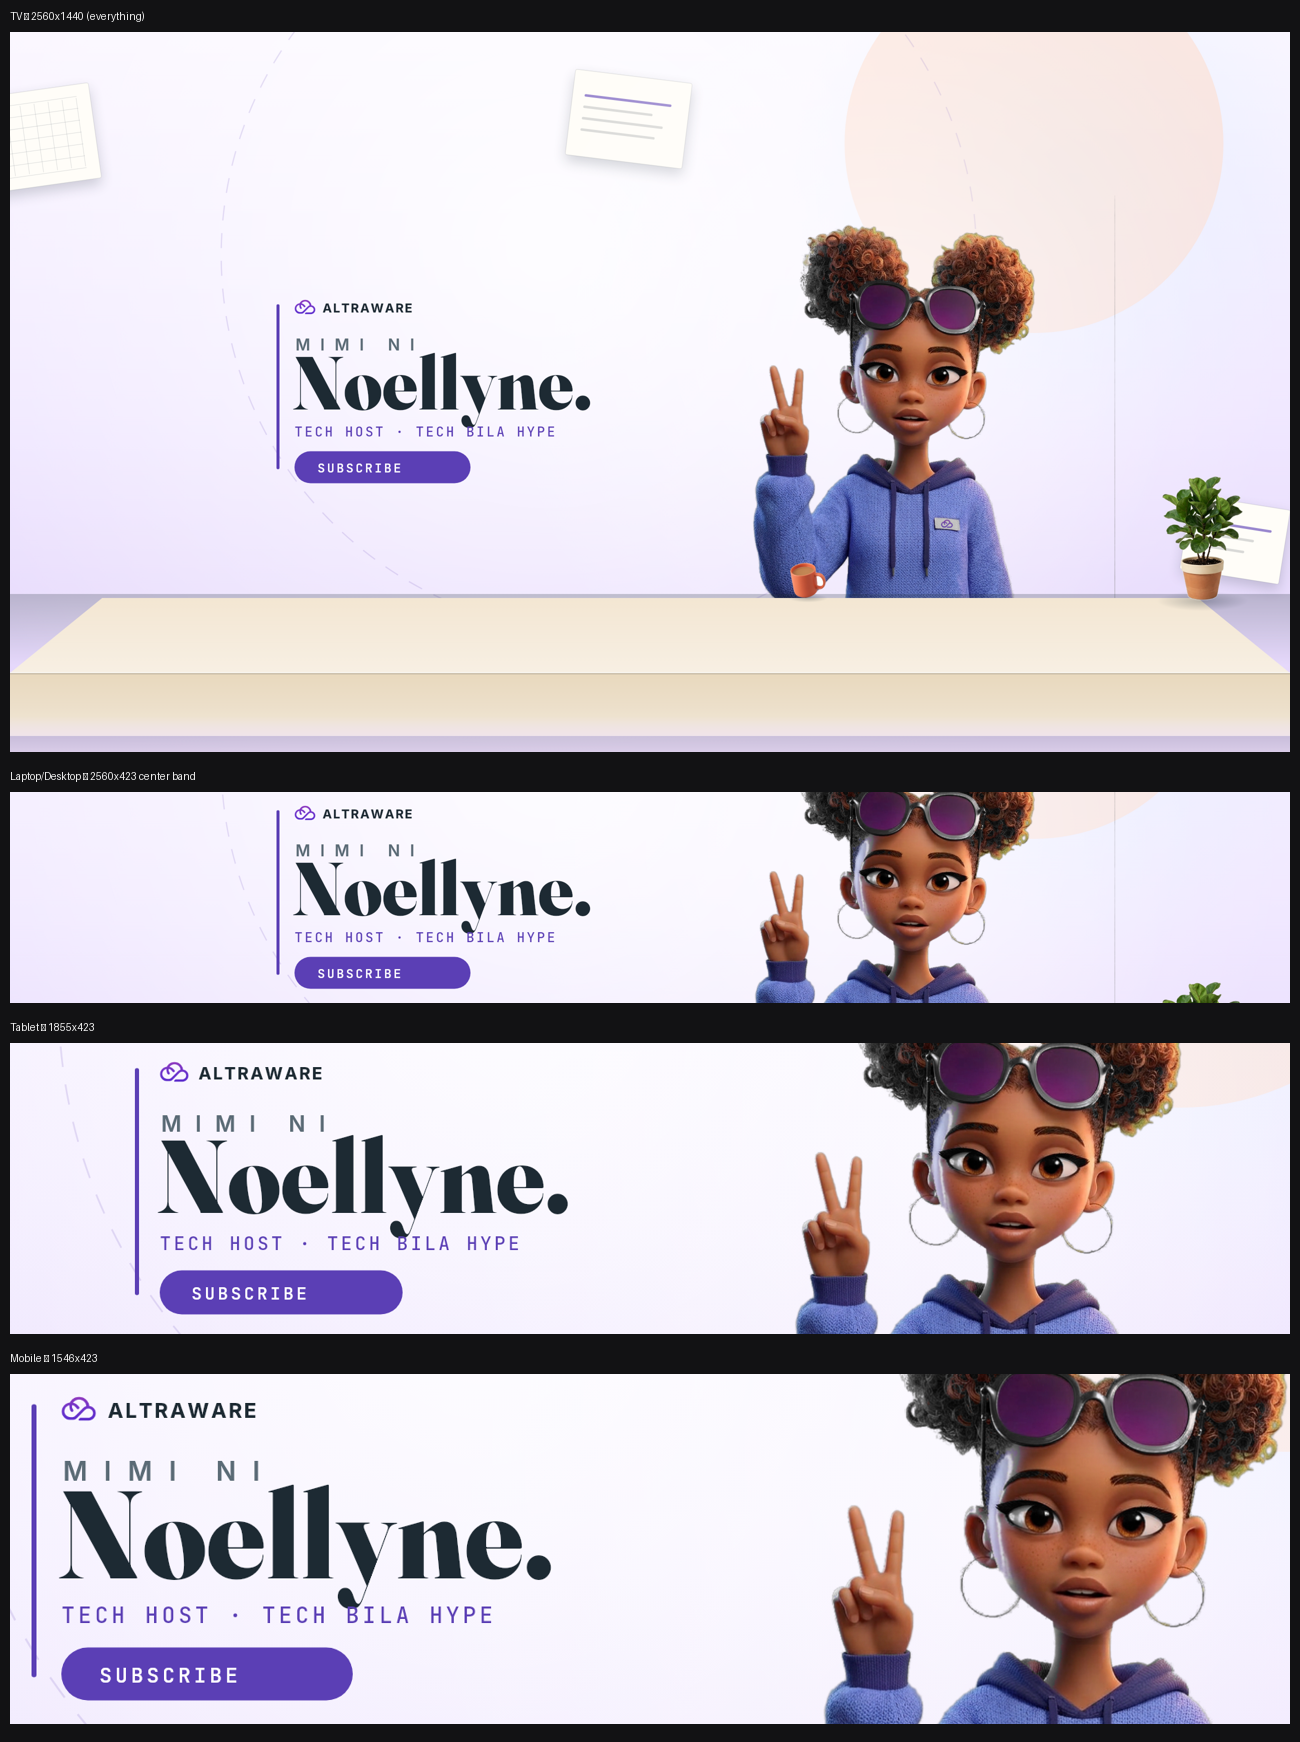 TV 2560x1440 (everything)
ALTRAWARE
MIMI NI
Noellyne.
TECH HOST · TECH BILA HYPE
SUBSCRIBE
Laptop/Desktop 2560x423 center band
ALTRAWARE
MIMI NI
Noellyne.
TECH HOST · TECH BILA HYPE
SUBSCRIBE
Tablet 1855x423
ALTRAWARE
MIMI NI
Noellyne.
TECH HOST · TECH BILA HYPE
SUBSCRIBE
Mobile 1546x423
ALTRAWARE
MIMI NI
Noellyne.
TECH HOST · TECH BILA HYPE
SUBSCRIBE